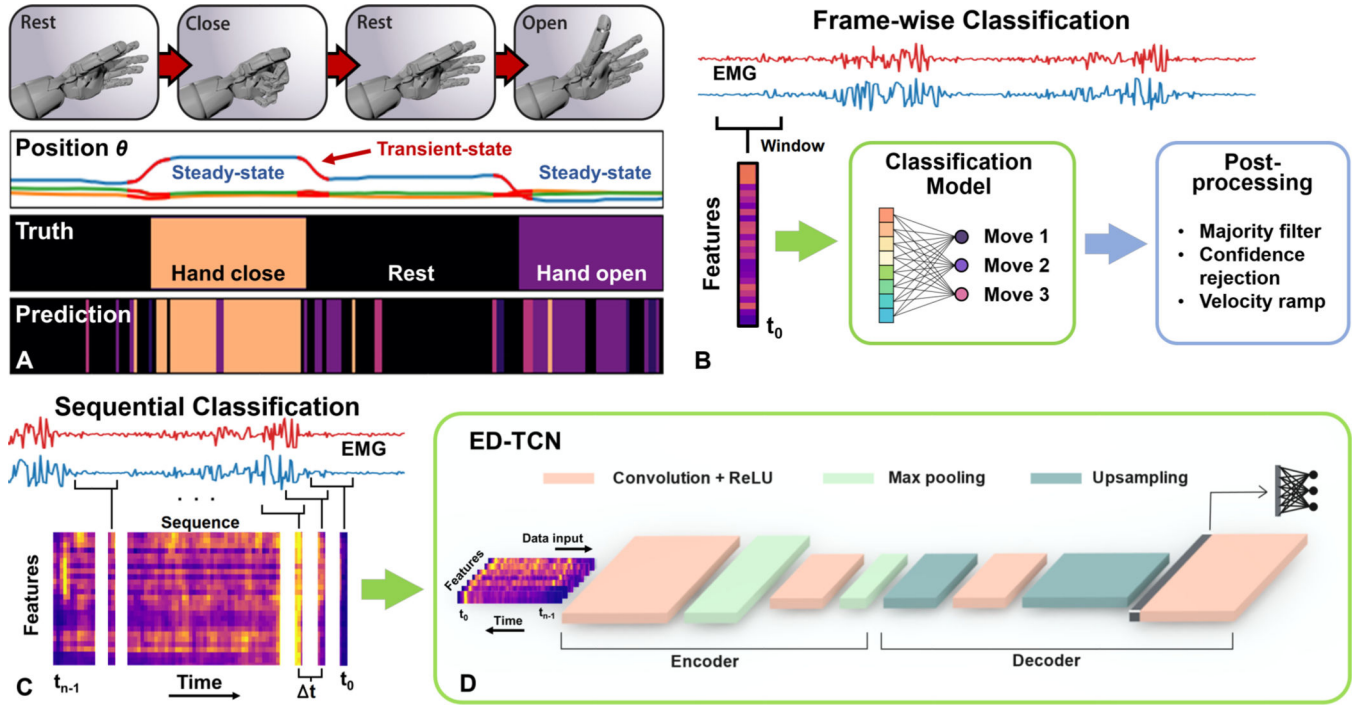 Rest
Close
Rest
Open
Position θ
Transient-state
Steady-state
Steady-state
Truth
Hand close
Rest
Hand open
Prediction
A
Frame-wise Classification
EMG
Window
Features
t0
Classification
Model
Move 1
Move 2
Move 3
Post-
processing
• Majority filter
• Confidence
rejection
• Velocity ramp
B
Sequential Classification
EMG
. . .
Sequence
Features
tn-1
Time
Δt
t0
C
ED-TCN
Convolution + ReLU
Max pooling
Upsampling
Data input
Features
t0
tn-1
Time
Encoder
Decoder
D